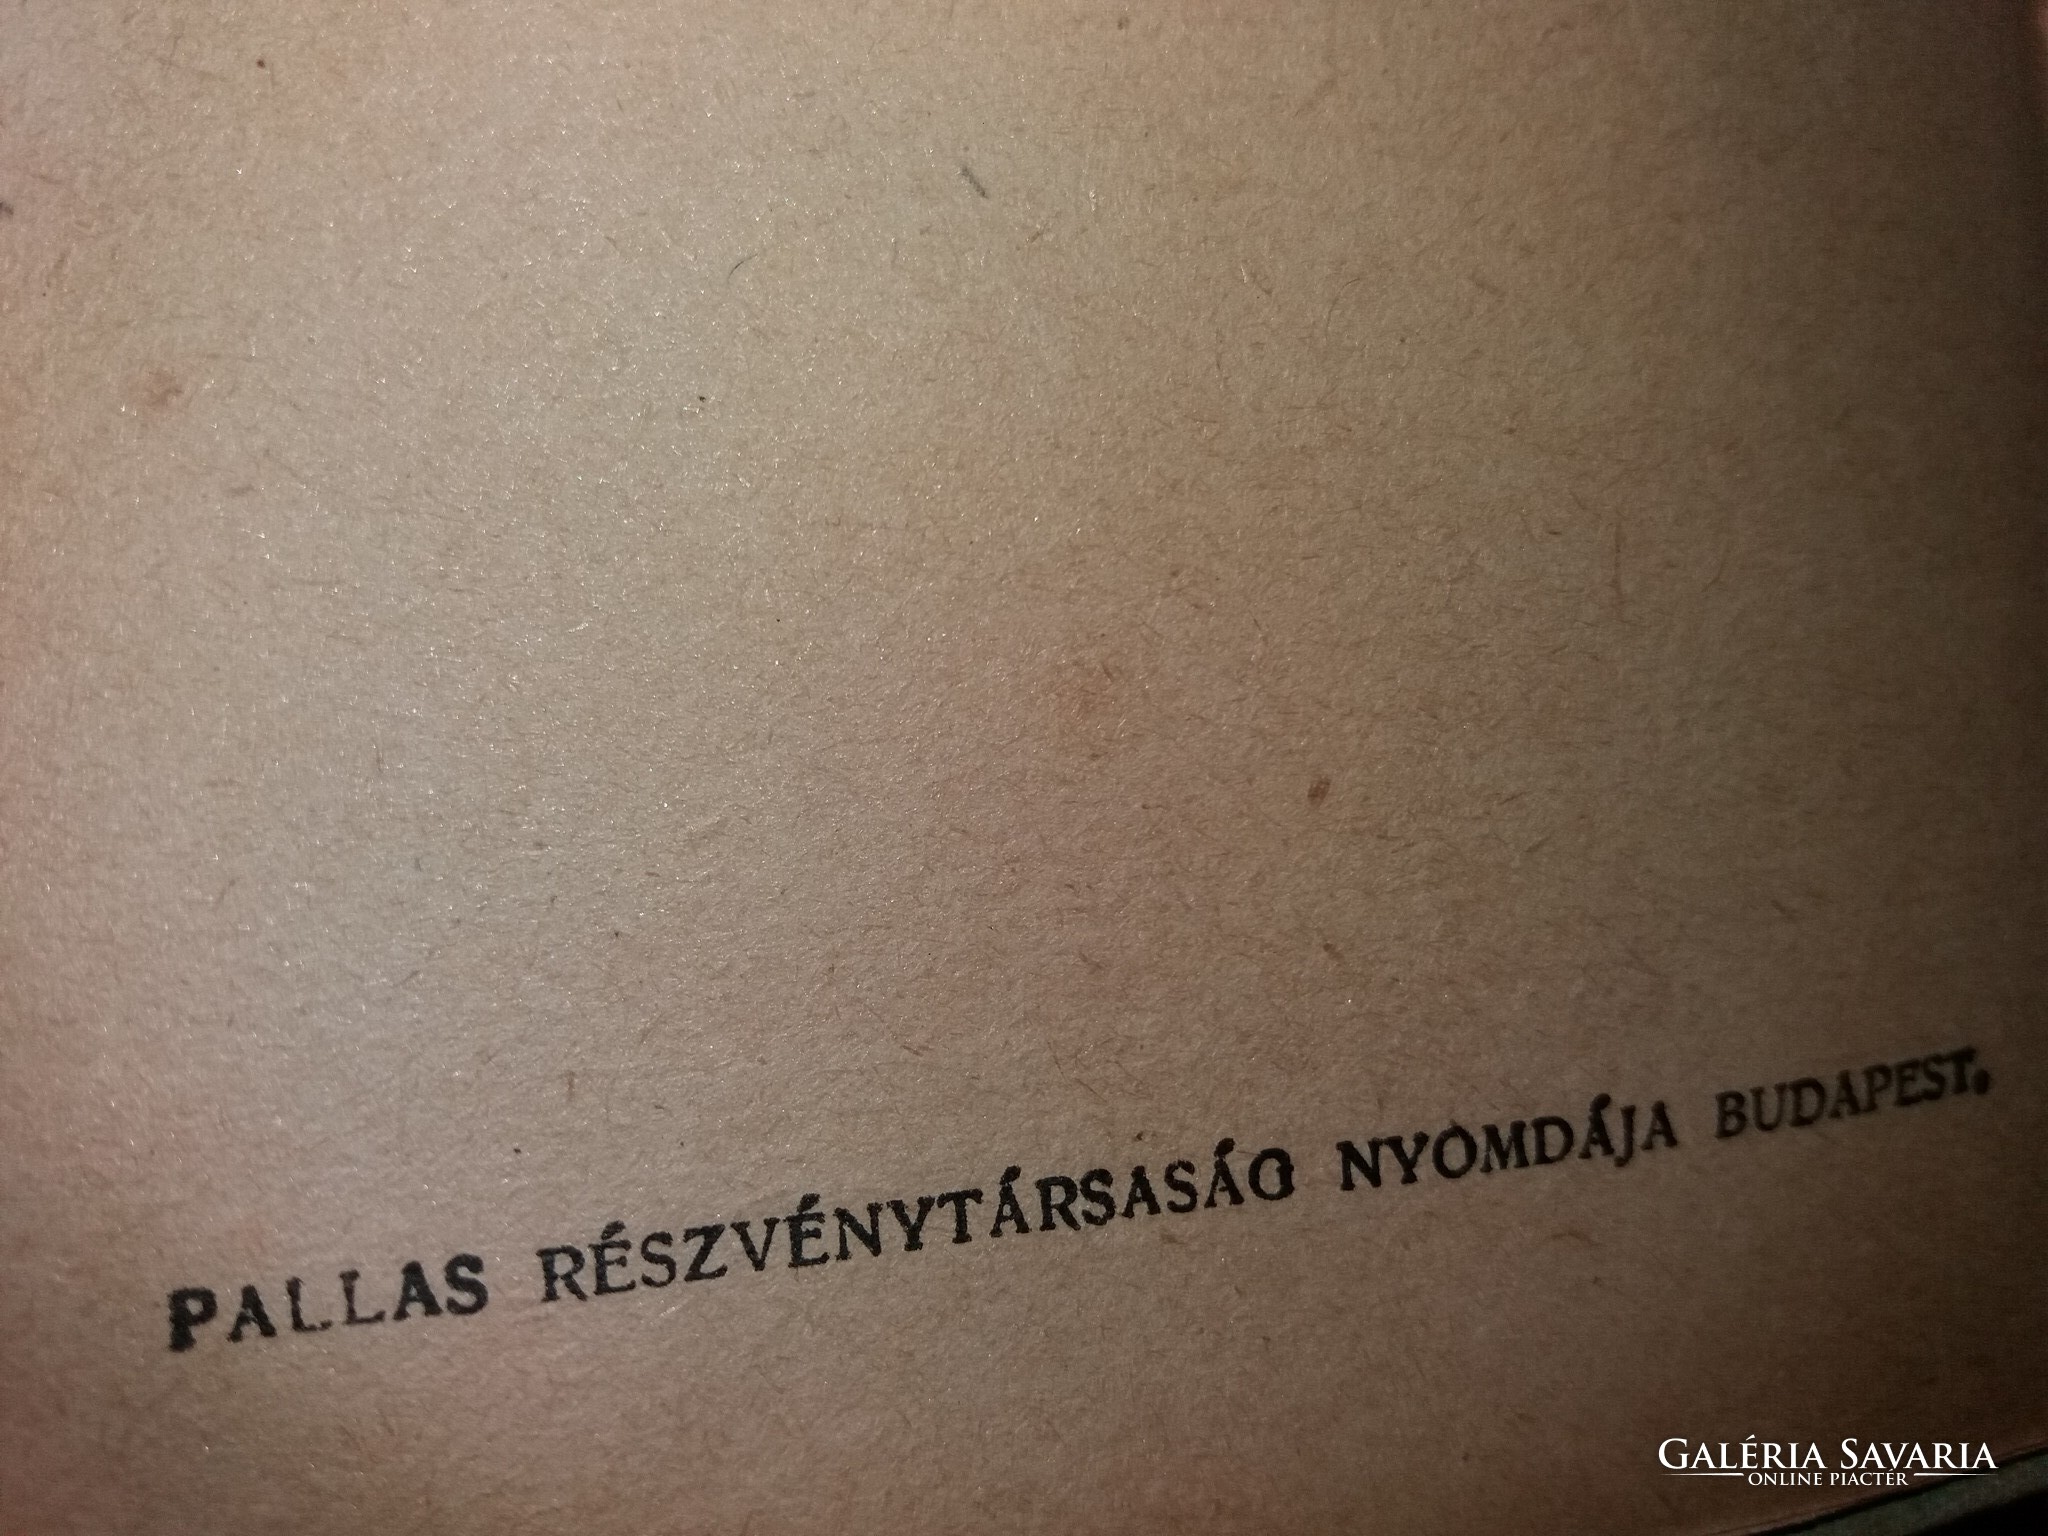 PALLAS RÉSZVÉNYTÁRSASÁG NYOMDÁJA BUDAPEST.
GALÉRIA SAVARIA
ONLINE PIACTÉR